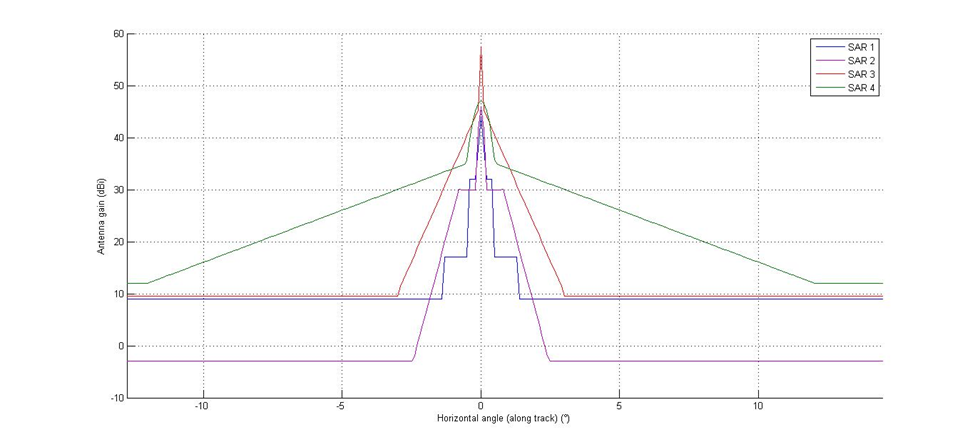 60
50
40
30
20
10
0
-10
Antenna gain (dBi)
-10 -5 0 5 10
Horizontal angle (along track) (°)
SAR 1
SAR 2
SAR 3
SAR 4